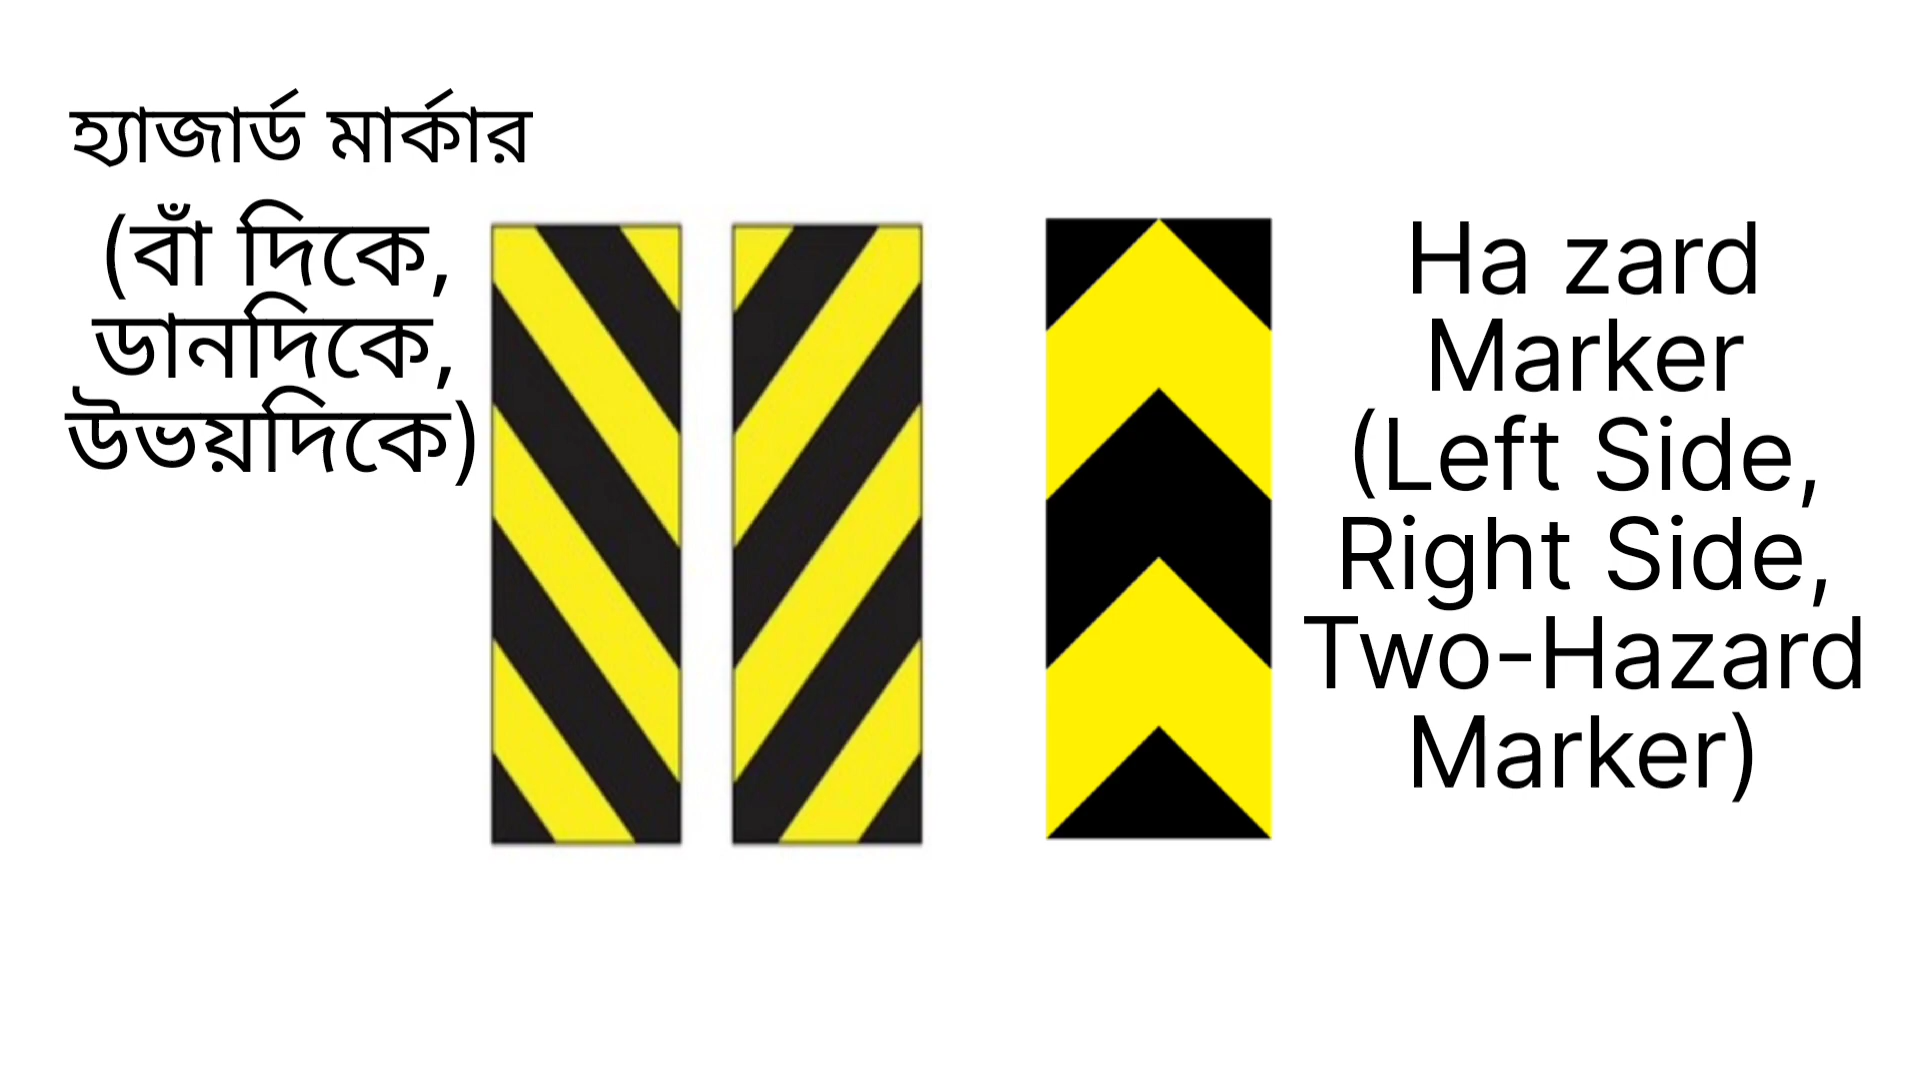 হ্যাজার্ড মার্কার
(বাঁ দিকে,
ডানদিকে,
উভয়দিকে)
Ha zard
Marker
(Left Side,
Right Side,
Two-Hazard
Marker)